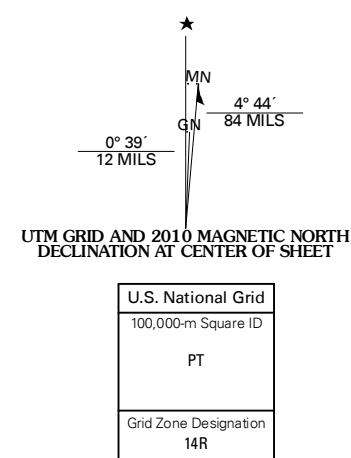 MN
4° 44´
84 MILS
GN
0° 39´
12 MILS
UTM GRID AND 2010 MAGNETIC NORTH
DECLINATION AT CENTER OF SHEET
U.S. National Grid
100,000-m Square ID
PT
Grid Zone Designation
14R